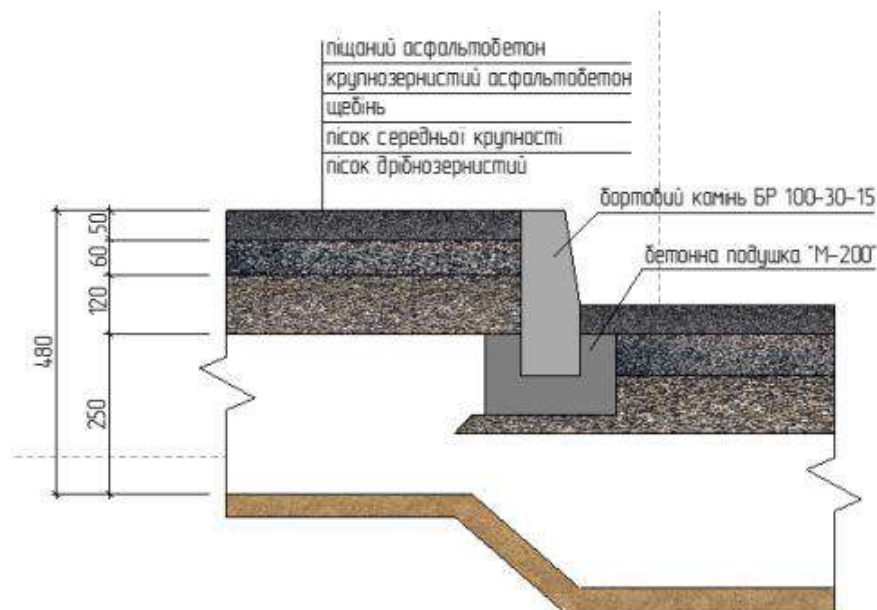 піщаний асфальтобетон
крупнозернистий асфальтобетон
щебінь
пісок середньої крупності
пісок дрібнозернистий
бортовий камінь БР 100-30-15
бетонна подушка "М-200"
50
60
120
480
250